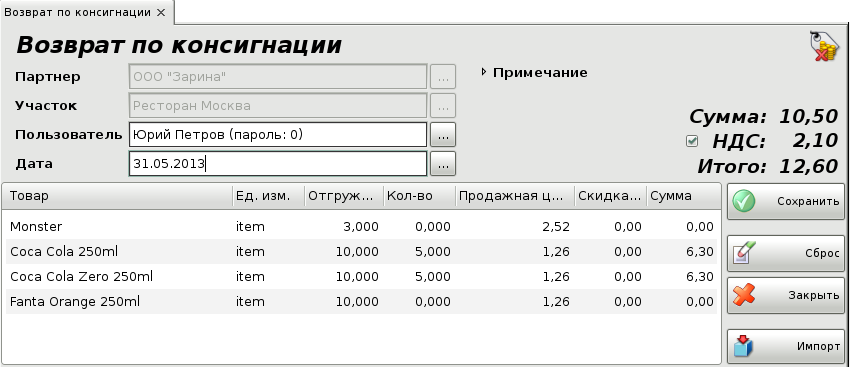 Возврат по консигнации ×
Возврат по консигнации
Партнер ООО "Зарина" ...
Примечание
Участок Ресторан Москва ...
Сумма: 10,50
Пользователь Юрий Петров (пароль: 0) ...
НДС: 2,10
Дата 31.05.2013 ...
Итого: 12,60
Товар Ед. изм. Отгруж... Кол-во Продажная ц... Скидка... Сумма
Monster item 3,000 0,000 2,52 0,00 0,00
Coca Cola 250ml item 10,000 5,000 1,26 0,00 6,30
Coca Cola Zero 250ml item 10,000 5,000 1,26 0,00 6,30
Fanta Orange 250ml item 10,000 0,000 1,26 0,00 0,00
Сохранить
Сброс
Закрыть
Импорт